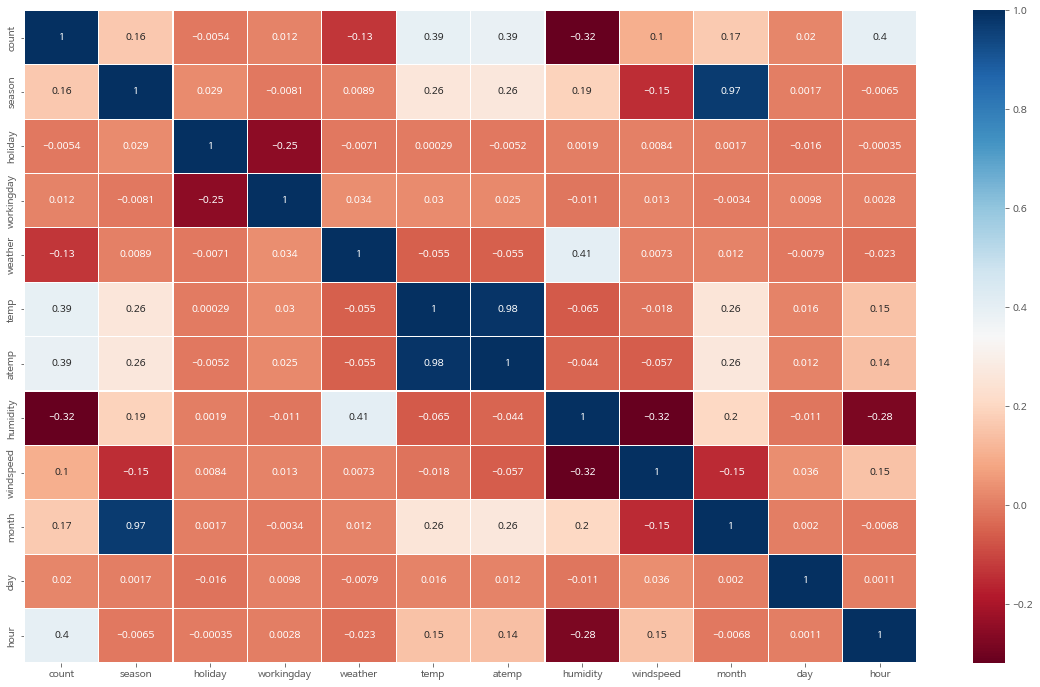 count 1 0.16 −0.0054 0.012 −0.13 0.39 0.39 −0.32 0.1 0.17 0.02 0.4
season 0.16 1 0.029 −0.0081 0.0089 0.26 0.26 0.19 −0.15 0.97 0.0017 −0.0065
holiday −0.0054 0.029 1 −0.25 −0.0071 0.00029 −0.0052 0.0019 0.0084 0.0017 −0.016 −0.00035
workingday 0.012 −0.0081 −0.25 1 0.034 0.03 0.025 −0.011 0.013 −0.0034 0.0098 0.0028
weather −0.13 0.0089 −0.0071 0.034 1 −0.055 −0.055 0.41 0.0073 0.012 −0.0079 −0.023
temp 0.39 0.26 0.00029 0.03 −0.055 1 0.98 −0.065 −0.018 0.26 0.016 0.15
atemp 0.39 0.26 −0.0052 0.025 −0.055 0.98 1 −0.044 −0.057 0.26 0.012 0.14
humidity −0.32 0.19 0.0019 −0.011 0.41 −0.065 −0.044 1 −0.32 0.2 −0.011 −0.28
windspeed 0.1 −0.15 0.0084 0.013 0.0073 −0.018 −0.057 −0.32 1 −0.15 0.036 0.15
month 0.17 0.97 0.0017 −0.0034 0.012 0.26 0.26 0.2 −0.15 1 0.002 −0.0068
day 0.02 0.0017 −0.016 0.0098 −0.0079 0.016 0.012 −0.011 0.036 0.002 1 0.0011
hour 0.4 −0.0065 −0.00035 0.0028 −0.023 0.15 0.14 −0.28 0.15 −0.0068 0.0011 1
count season holiday workingday weather temp atemp humidity windspeed month day hour
1.0
0.8
0.6
0.4
0.2
0.0
−0.2